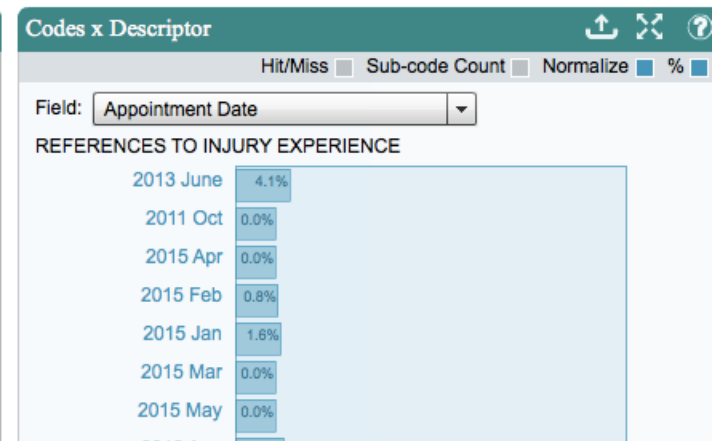 Codes x Descriptor ?
Hit/Miss Sub-code Count Normalize %
Field: Appointment Date
REFERENCES TO INJURY EXPERIENCE
2013 June 4.1%
2011 Oct 0.0%
2015 Apr 0.0%
2015 Feb 0.8%
2015 Jan 1.6%
2015 Mar 0.0%
2015 May 0.0%